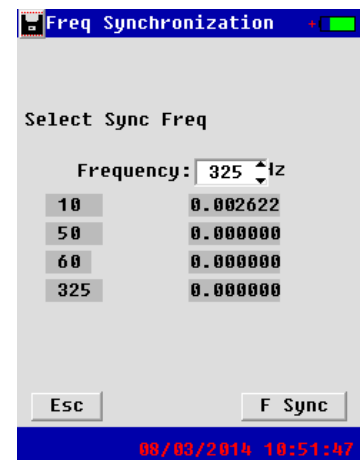 Freq Synchronization +
Select Sync Freq
Frequency: 325 Hz
10 0.002622
50 0.000000
60 0.000000
325 0.000000
Esc F Sync
08/03/2014 10:51:47